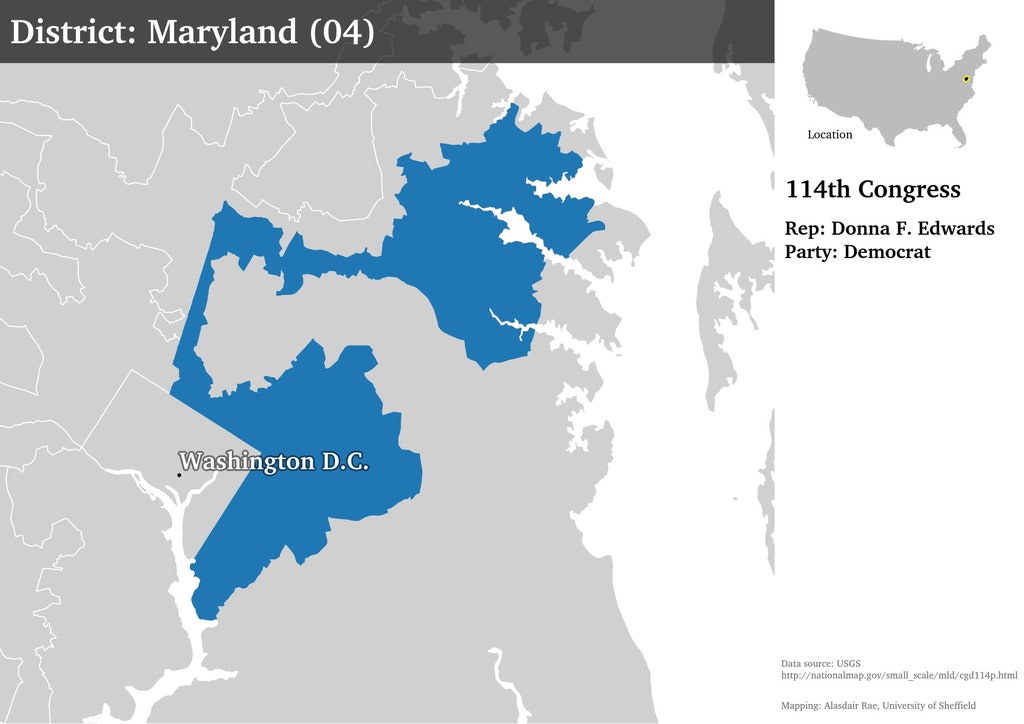 District: Maryland (04)
Location
114th Congress
Rep: Donna F. Edwards
Party: Democrat
Washington D.C.
Data source: USGS
http://nationalmap.gov/small_scale/mld/cgd114p.html
Mapping: Alasdair Rae, University of Sheffield